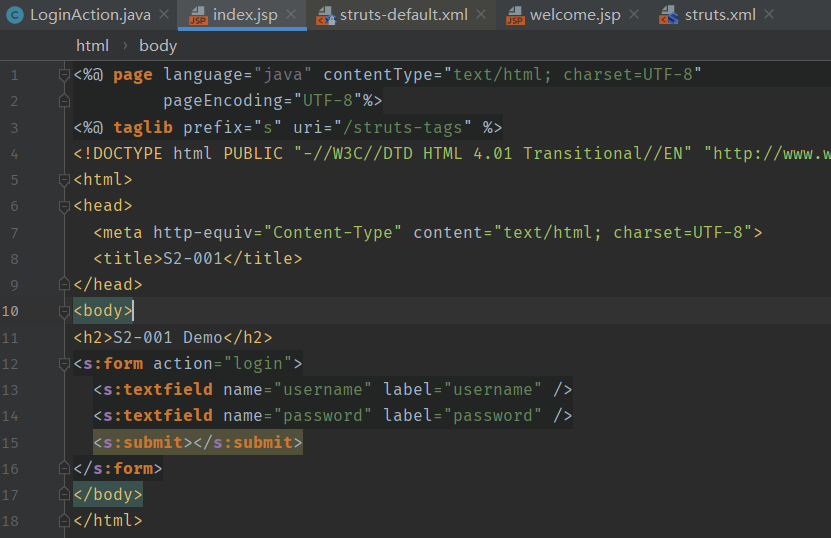 LoginAction.java index.jsp struts-default.xml welcome.jsp struts.xml
html › body
1 <%@ page language="java" contentType="text/html; charset=UTF-8"
2 pageEncoding="UTF-8"%>
3 <%@ taglib prefix="s" uri="/struts-tags" %>
4 <!DOCTYPE html PUBLIC "-//W3C//DTD HTML 4.01 Transitional//EN" "http://www.w
5 <html>
6 <head>
7 <meta http-equiv="Content-Type" content="text/html; charset=UTF-8">
8 <title>S2-001</title>
9 </head>
10 <body>
11 <h2>S2-001 Demo</h2>
12 <s:form action="login">
13 <s:textfield name="username" label="username" />
14 <s:textfield name="password" label="password" />
15 <s:submit></s:submit>
16 </s:form>
17 </body>
18 </html>